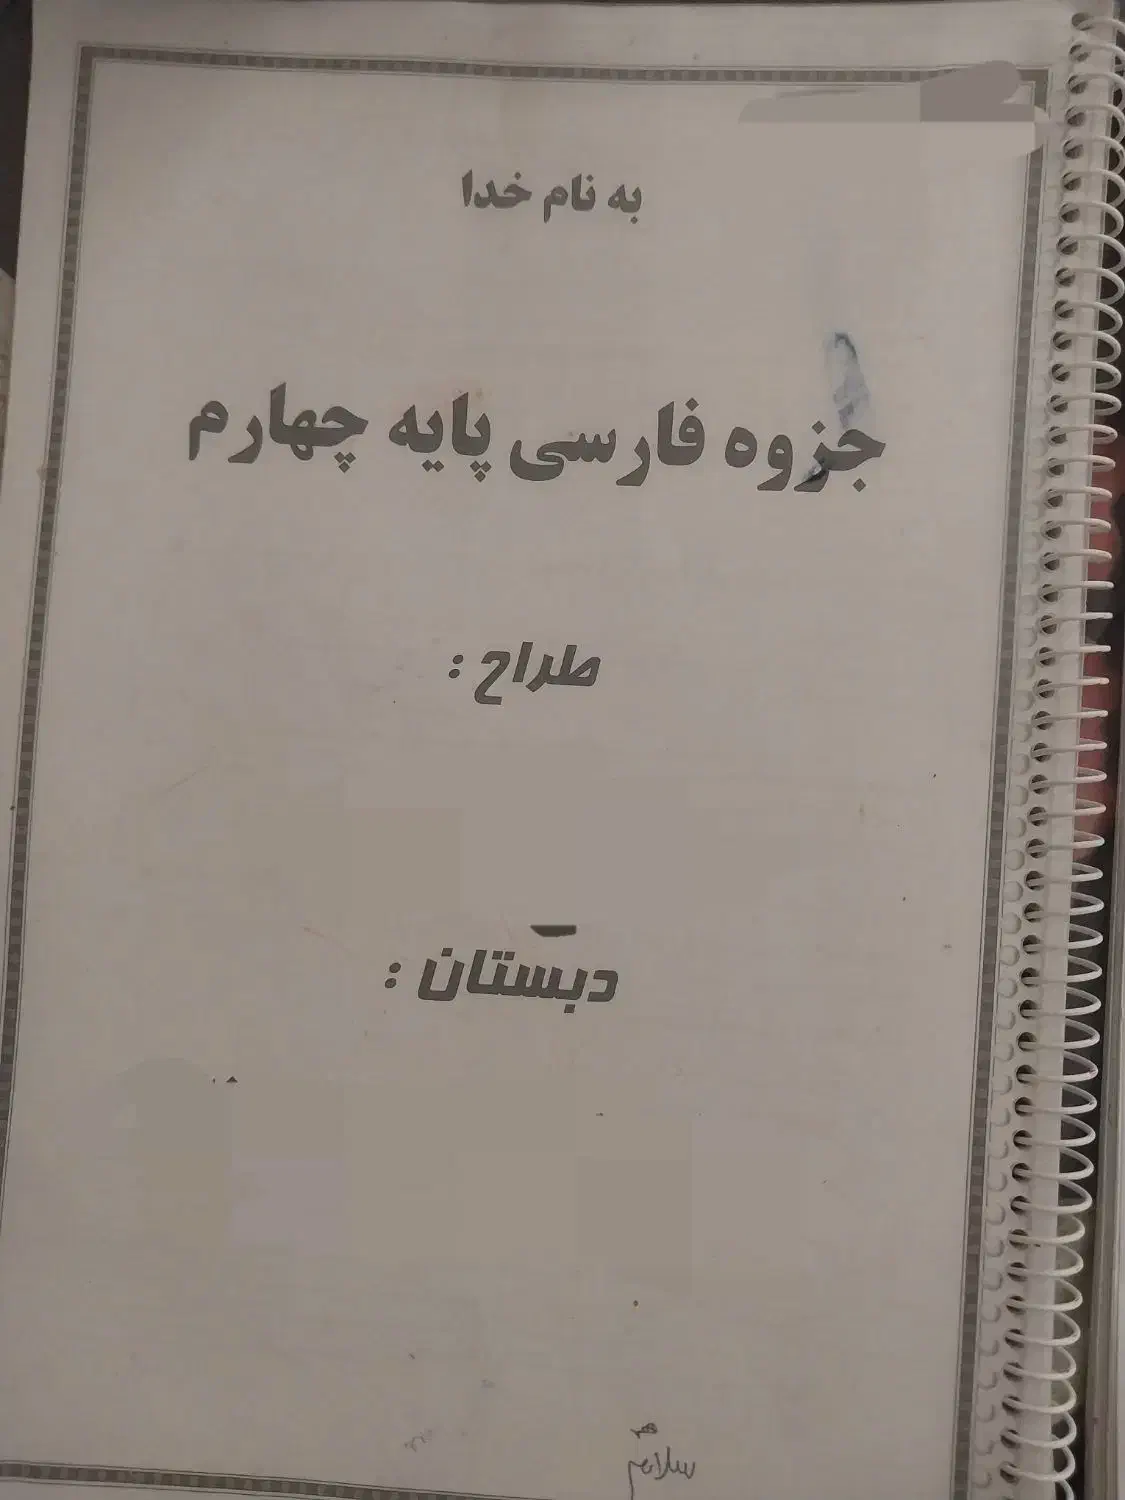 به نام خدا
جزوه فارسی پایه چهارم
طراح :
دبستان :
سلام